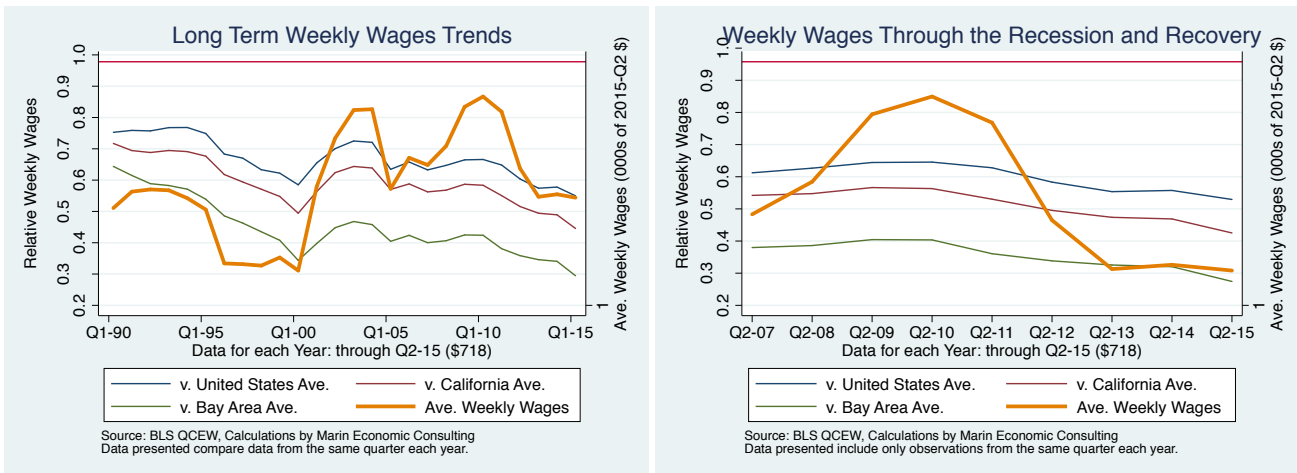 Long Term Weekly Wages Trends
Relative Weekly Wages
1.0
0.9
0.8
0.7
0.6
0.5
0.4
0.3
0.2
Ave. Weekly Wages (000s of 2015-Q2 $)
1
Q1-90 Q1-95 Q1-00 Q1-05 Q1-10 Q1-15
Data for each Year: through Q2-15 ($718)
v. United States Ave. v. California Ave.
v. Bay Area Ave. Ave. Weekly Wages
Source: BLS QCEW, Calculations by Marin Economic Consulting
Data presented compare data from the same quarter each year.
Weekly Wages Through the Recession and Recovery
Relative Weekly Wages
1.0
0.9
0.8
0.7
0.6
0.5
0.4
0.3
0.2
Ave. Weekly Wages (000s of 2015-Q2 $)
1
Q2-07 Q2-08 Q2-09 Q2-10 Q2-11 Q2-12 Q2-13 Q2-14 Q2-15
Data for each Year: through Q2-15 ($718)
v. United States Ave. v. California Ave.
v. Bay Area Ave. Ave. Weekly Wages
Source: BLS QCEW, Calculations by Marin Economic Consulting
Data presented include only observations from the same quarter each year.